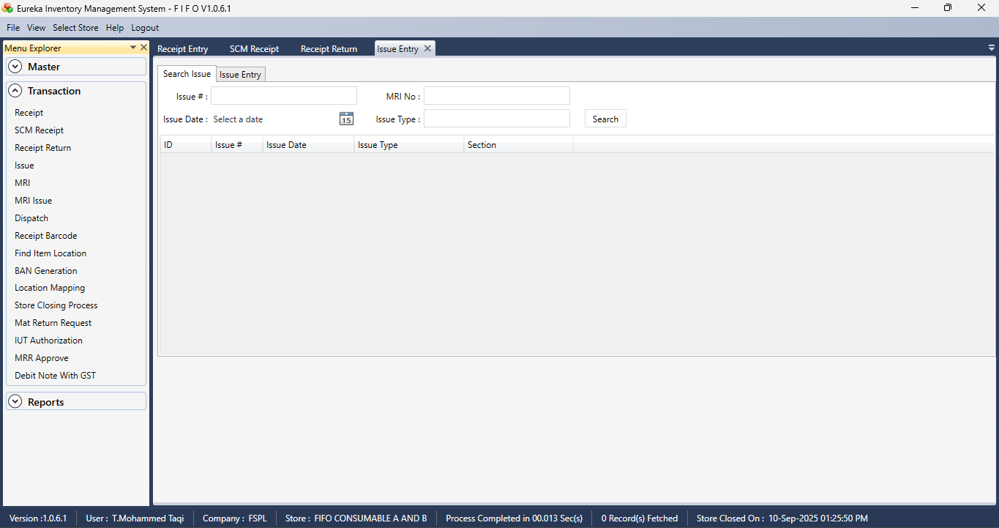 Eureka Inventory Management System - F I F O V1.0.6.1
File View Select Store Help Logout
Menu Explorer
Master
Transaction
Receipt
SCM Receipt
Receipt Return
Issue
MRI
MRI Issue
Dispatch
Receipt Barcode
Find Item Location
BAN Generation
Location Mapping
Store Closing Process
Mat Return Request
IUT Authorization
MRR Approve
Debit Note With GST
Reports
Receipt Entry SCM Receipt Receipt Return Issue Entry
Search Issue Issue Entry
Issue # : MRI No :
Issue Date : Select a date 15 Issue Type : Search
ID Issue # Issue Date Issue Type Section
Version :1.0.6.1 User : T.Mohammed Taqi Company : FSPL Store : FIFO CONSUMABLE A AND B Process Completed in 00.013 Sec(s) 0 Record(s) Fetched Store Closed On : 10-Sep-2025 01:25:50 PM